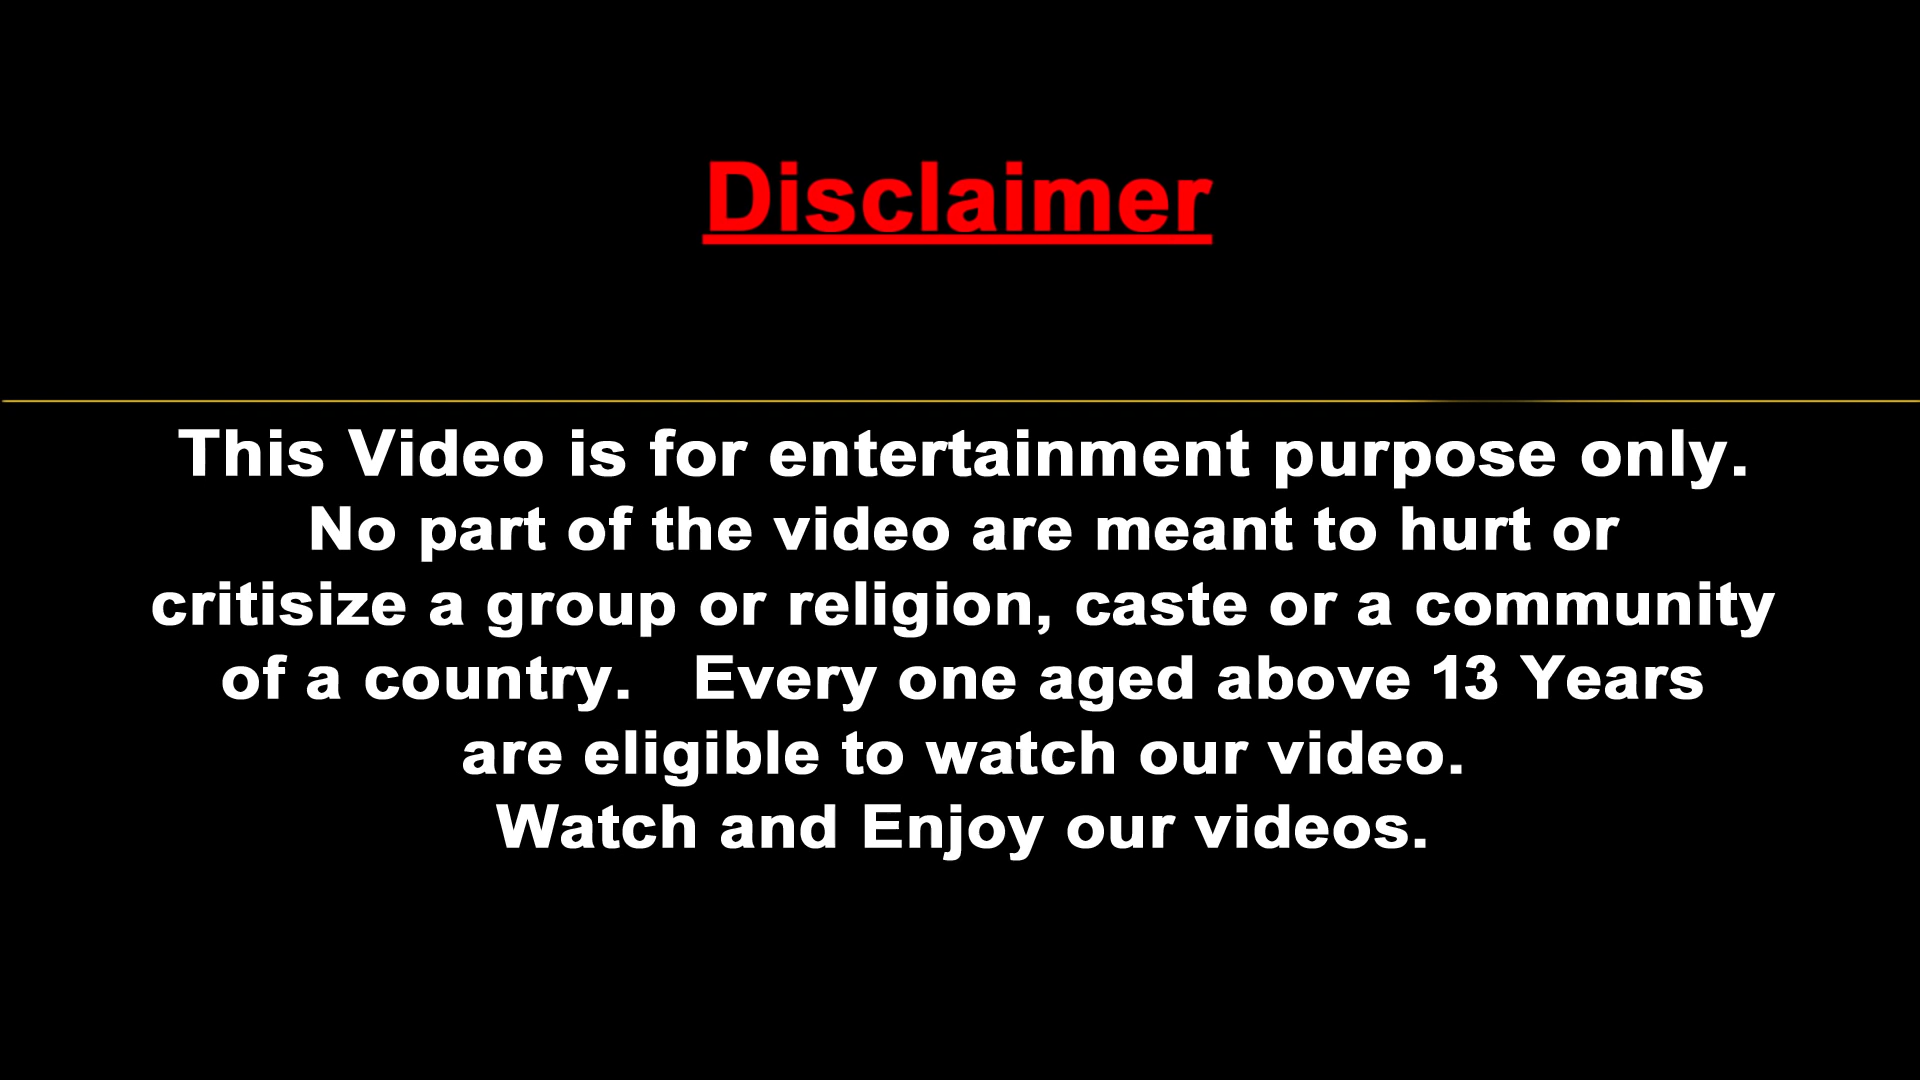 Disclaimer
This Video is for entertainment purpose only.
No part of the video are meant to hurt or
critisize a group or religion, caste or a community
of a country.   Every one aged above 13 Years
are eligible to watch our video.
Watch and Enjoy our videos.